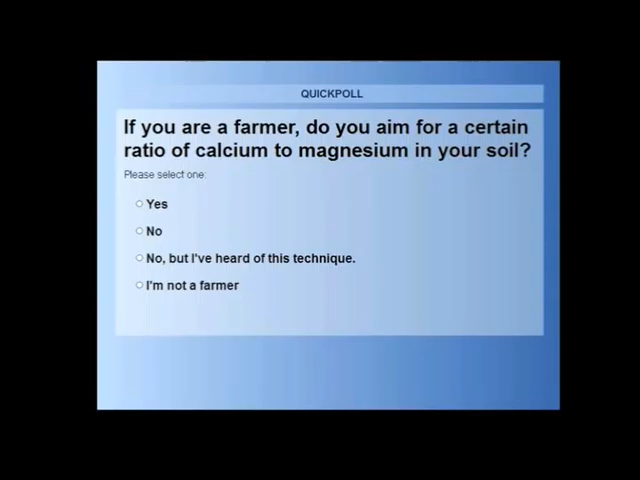 QUICKPOLL
If you are a farmer, do you aim for a certain
ratio of calcium to magnesium in your soil?
Please select one:
Yes
No
No, but I've heard of this technique.
I'm not a farmer